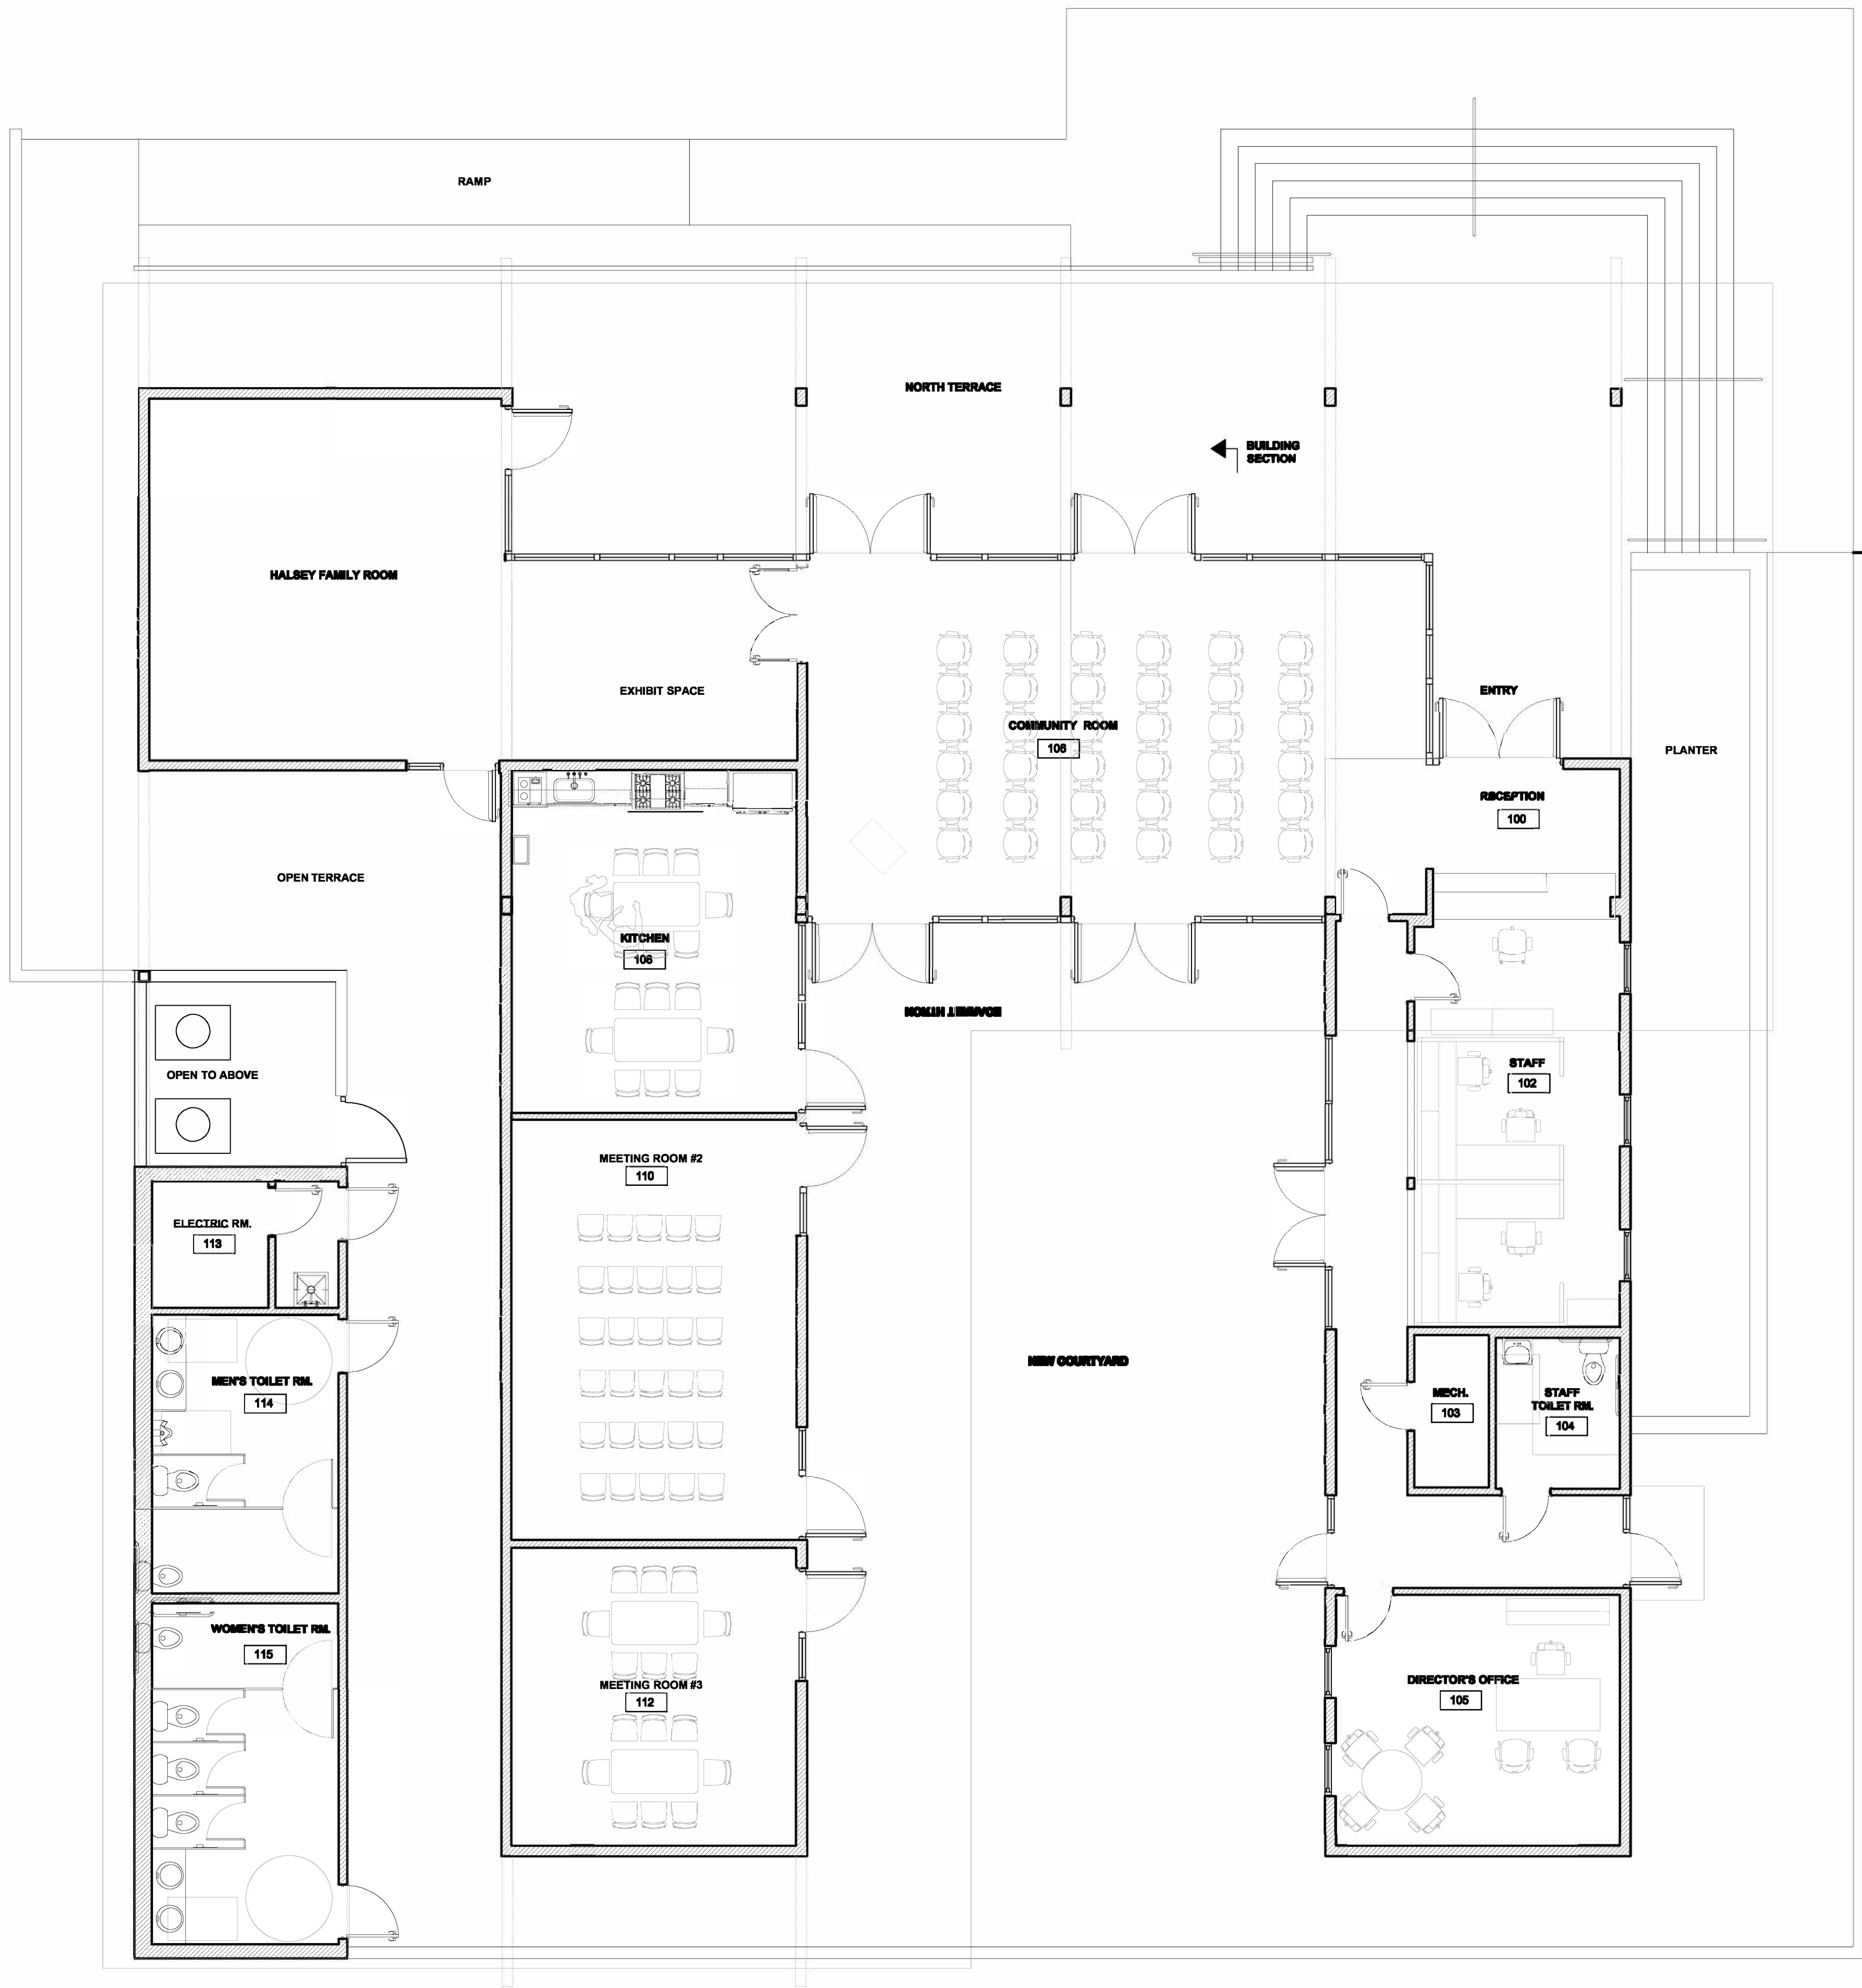 RAMP
NORTH TERRACE
BUILDING
SECTION
HALSEY FAMILY ROOM
EXHIBIT SPACE
ENTRY
COMMUNITY ROOM
106
PLANTER
RECEPTION
100
OPEN TERRACE
KITCHEN
106
STAFF
102
OPEN TO ABOVE
MEETING ROOM #2
110
ELECTRIC RM.
113
NEW COURTYARD
MEN'S TOILET RM.
114
MECH.
103
STAFF
TOILET RM.
104
WOMEN'S TOILET RM.
115
MEETING ROOM #3
112
DIRECTOR'S OFFICE
105